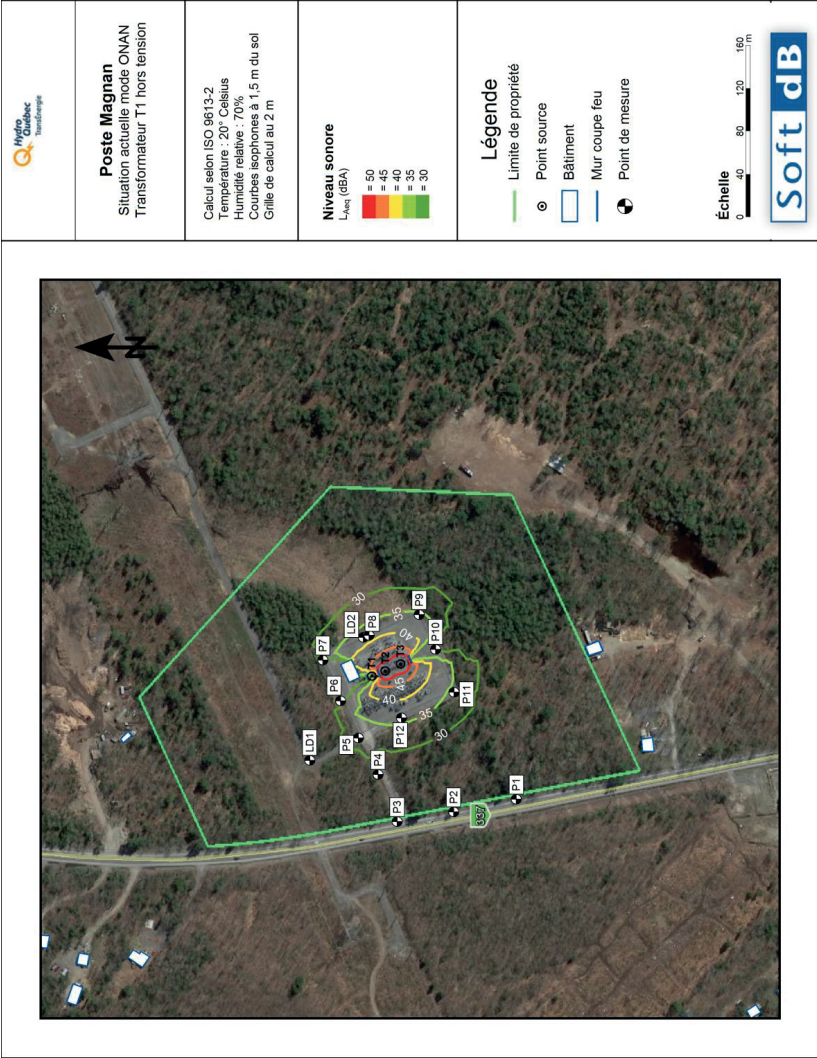 Hydro
Québec
TransÉnergie
Poste Magnan
Situation actuelle mode ONAN
Transformateur T1 hors tension
Calcul selon ISO 9613-2
Température : 20° Celsius
Humidité relative : 70%
Courbes isophones à 1,5 m du sol
Grille de calcul au 2 m
Niveau sonore
LAeq (dBA)
= 50
= 45
= 40
= 35
= 30
Légende
Limite de propriété
Point source
Bâtiment
Mur coupe feu
Point de mesure
Échelle
0 40 80 120 160
m
Soft dB
N
P7
30
LD2
P8
35
P9
40
P10
T1
T2
T3
P6
45
40
P11
35
P12
30
P5
LD1
P4
P3
P2
337
P1